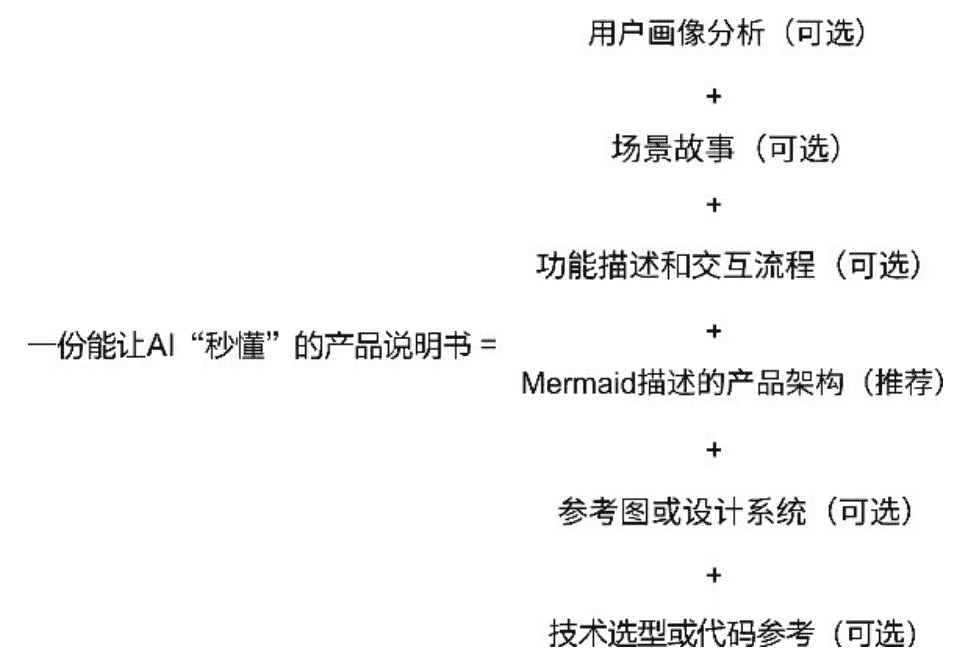 用户画像分析（可选）
+
场景故事（可选）
+
功能描述和交互流程（可选）
一份能让AI“秒懂”的产品说明书 =
+
Mermaid描述的产品架构（推荐）
+
参考图或设计系统（可选）
+
技术选型或代码参考（可选）